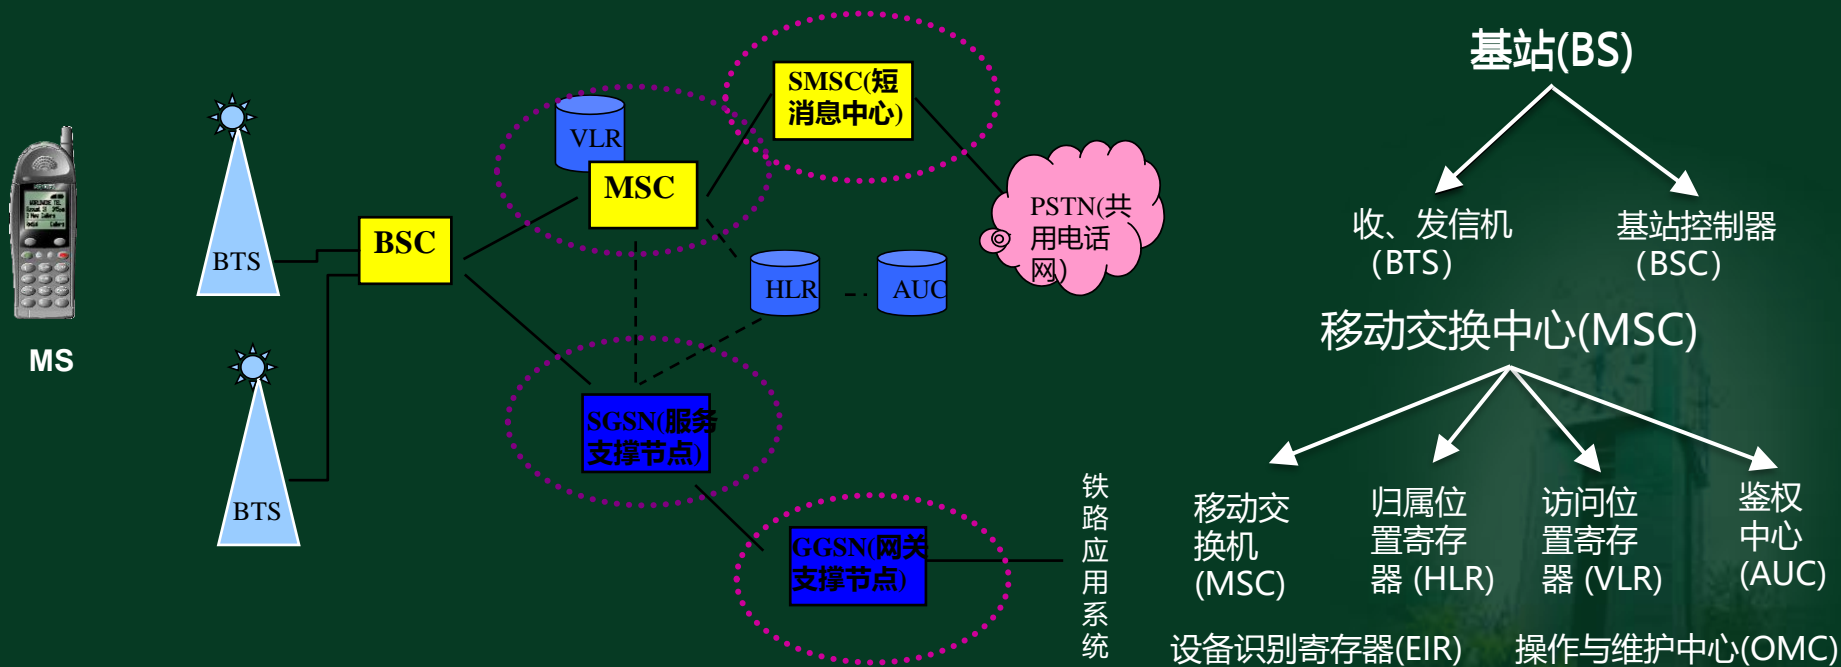 MS
BTS
BTS
BSC
VLR
MSC
SMSC(短
消息中心)
PSTN(共
用电话
网)
HLR
AUC
SGSN(服务
支撑节点)
GGSN(网关
支撑节点)
铁
路
应
用
系
统
基站(BS)
收、发信机
（BTS）
基站控制器
（BSC）
移动交换中心(MSC)
移动交
换机
(MSC)
归属位
置寄存
器 (HLR)
访问位
置寄存
器 (VLR)
鉴权
中心
(AUC)
设备识别寄存器(EIR)
操作与维护中心(OMC)